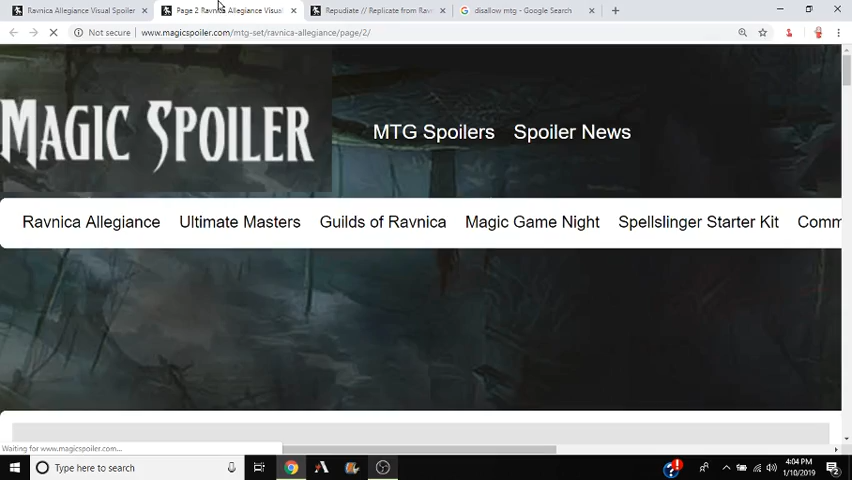 Ravnica Allegiance Visual Spoiler
Page 2 Ravnica Allegiance Visual
Repudiate // Replicate from Rav
disallow mtg - Google Search
Not secure
www.magicspoiler.com/mtg-set/ravnica-allegiance/page/2/
MAGIC SPOILER
MTG Spoilers
Spoiler News
Ravnica Allegiance
Ultimate Masters
Guilds of Ravnica
Magic Game Night
Spellslinger Starter Kit
Comm
Waiting for www.magicspoiler.com...
Type here to search
4:04 PM
1/10/2019
2